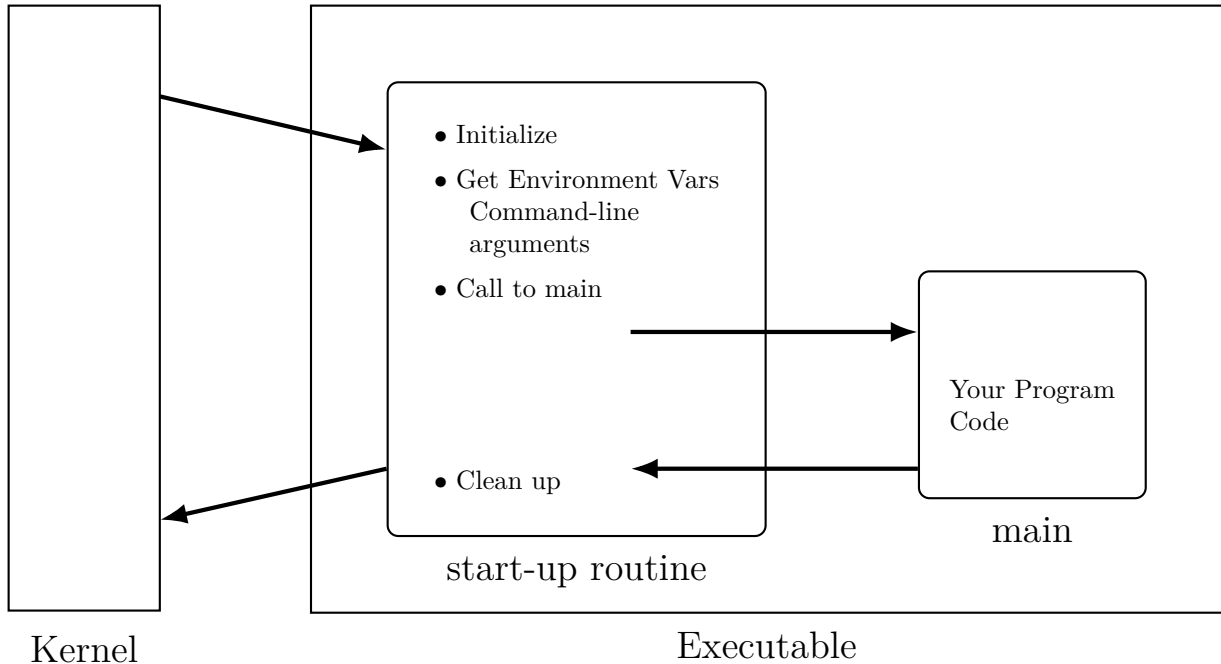 • Initialize
• Get Environment Vars
Command-line
arguments
• Call to main
Your Program
Code
• Clean up
main
start-up routine
Kernel
Executable